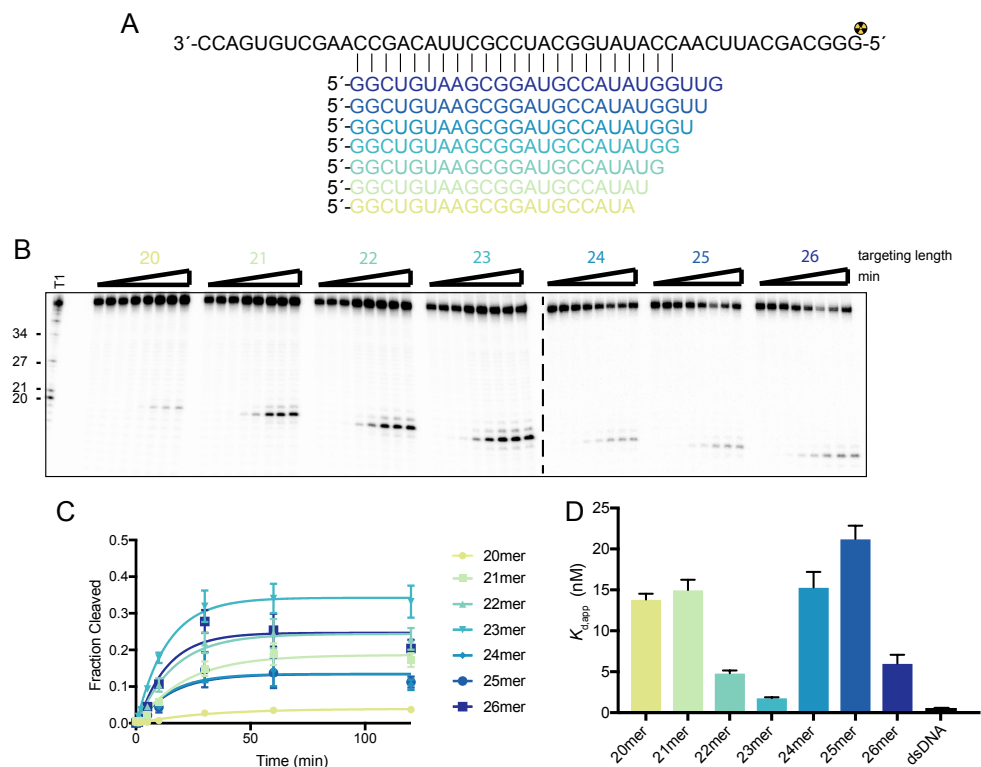 A
3´-CCAGUGUCGAACCGACAUUCGCCUACGGUAUACCAACUUACGACGGG-5´
5´-GGCUGUAAGCGGAUGCCAUAUGGUUG
5´-GGCUGUAAGCGGAUGCCAUAUGGUU
5´-GGCUGUAAGCGGAUGCCAUAUGGU
5´-GGCUGUAAGCGGAUGCCAUAUGG
5´-GGCUGUAAGCGGAUGCCAUAUG
5´-GGCUGUAAGCGGAUGCCAUAU
5´-GGCUGUAAGCGGAUGCCAUA
B
T1 20 21 22 23 24 25 26 targeting length
min
34 -
27 -
21 -
20 -
C
Fraction Cleaved
0.5
0.4
0.3
0.2
0.1
0.0
0 50 100
Time (min)
20mer
21mer
22mer
23mer
24mer
25mer
26mer
D
Kd,app (nM)
25
20
15
10
5
0
20mer 21mer 22mer 23mer 24mer 25mer 26mer dsDNA